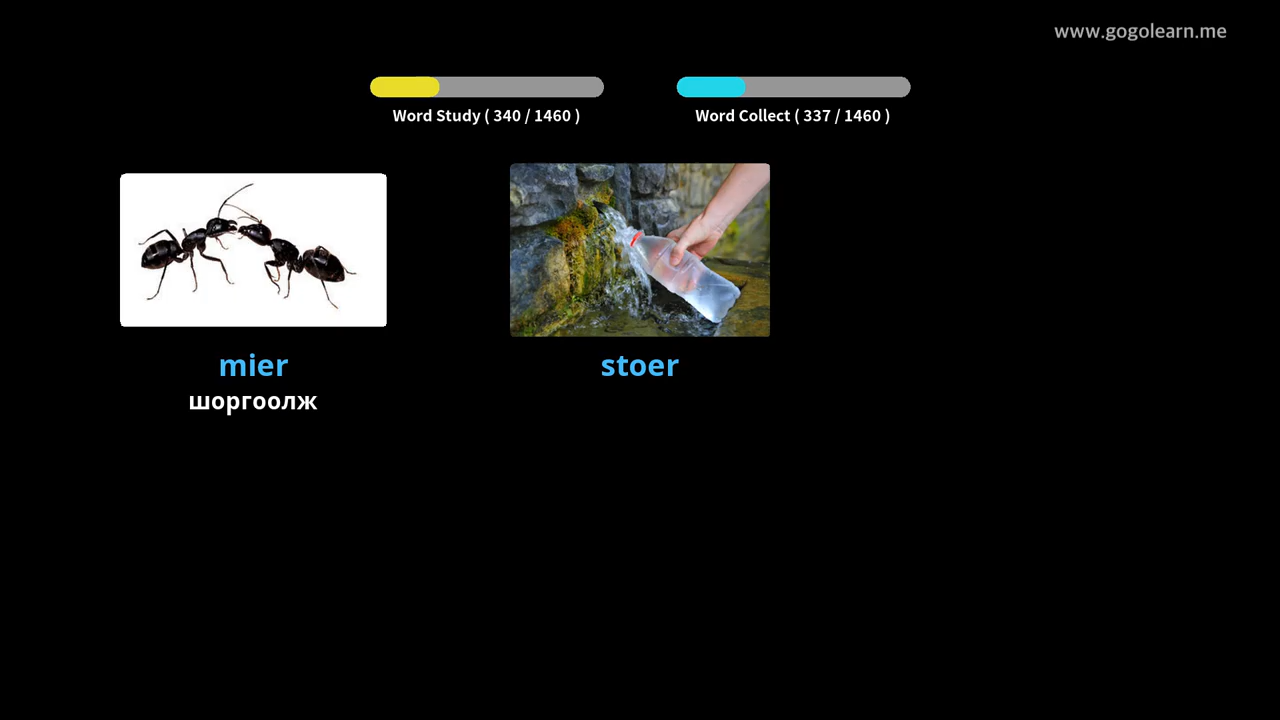 www.gogolearn.me
Word Study ( 340 / 1460 )
Word Collect ( 337 / 1460 )
mier
шоргоолж
stoer